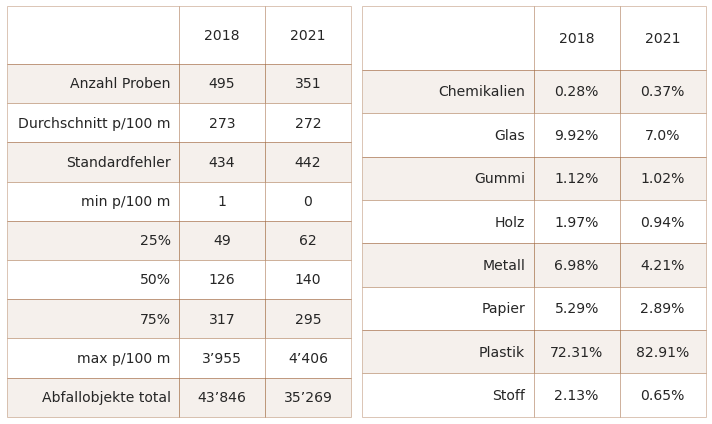 2018 2021
Anzahl Proben 495 351
Durchschnitt p/100 m 273 272
Standardfehler 434 442
min p/100 m 1 0
25% 49 62
50% 126 140
75% 317 295
max p/100 m 3’955 4’406
Abfallobjekte total 43’846 35’269
2018 2021
Chemikalien 0.28% 0.37%
Glas 9.92% 7.0%
Gummi 1.12% 1.02%
Holz 1.97% 0.94%
Metall 6.98% 4.21%
Papier 5.29% 2.89%
Plastik 72.31% 82.91%
Stoff 2.13% 0.65%